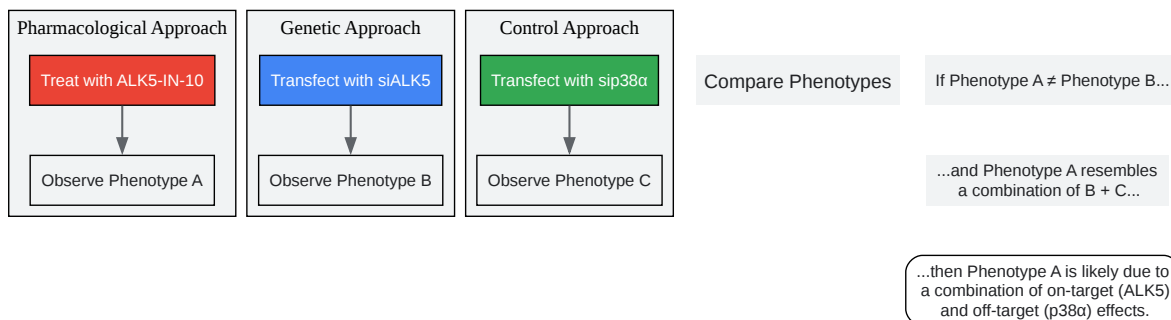 Pharmacological Approach
Treat with ALK5-IN-10
Observe Phenotype A
Genetic Approach
Transfect with siALK5
Observe Phenotype B
Control Approach
Transfect with sip38α
Observe Phenotype C
Compare Phenotypes
If Phenotype A ≠ Phenotype B...
...and Phenotype A resembles
a combination of B + C...
...then Phenotype A is likely due to
a combination of on-target (ALK5)
and off-target (p38α) effects.